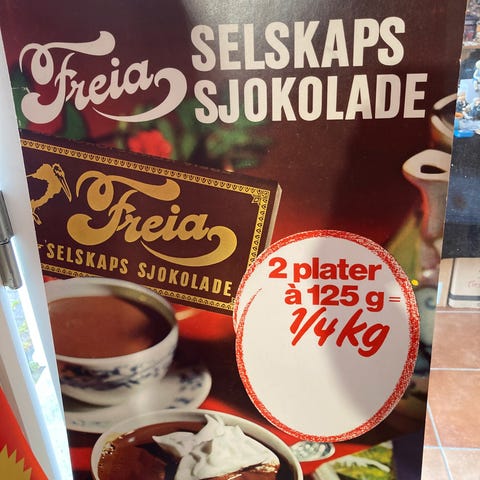 Freia SELSKAPS
SJOKOLADE
Freia
SELSKAPS SJOKOLADE
2 plater
à 125 g =
1/4 kg